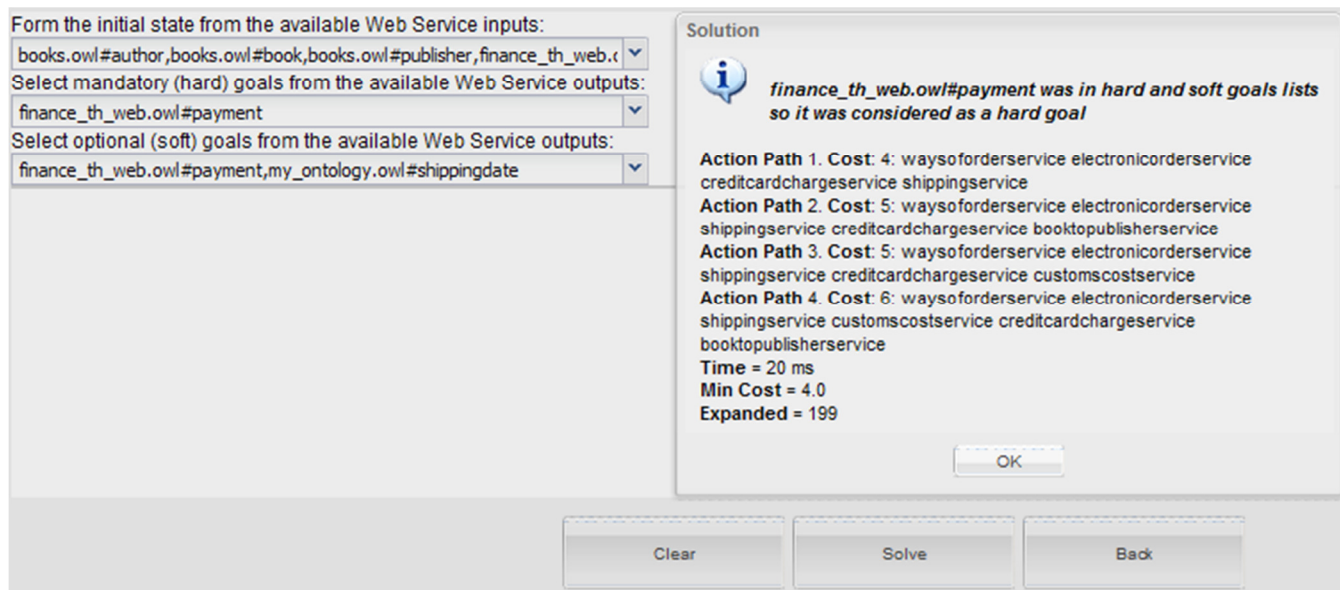 Form the initial state from the available Web Service inputs:
books.owl#author,books.owl#book,books.owl#publisher,finance_th_web.
Select mandatory (hard) goals from the available Web Service outputs:
finance_th_web.owl#payment
Select optional (soft) goals from the available Web Service outputs:
finance_th_web.owl#payment,my_ontology.owl#shippingdate
Solution
finance_th_web.owl#payment was in hard and soft goals lists
so it was considered as a hard goal
Action Path 1. Cost: 4: waysoforderservice electronicorderservice
creditcardchargeservice shippingservice
Action Path 2. Cost: 5: waysoforderservice electronicorderservice
shippingservice creditcardchargeservice booktopublisherservice
Action Path 3. Cost: 5: waysoforderservice electronicorderservice
shippingservice creditcardchargeservice customscostservice
Action Path 4. Cost: 6: waysoforderservice electronicorderservice
shippingservice customscostservice creditcardchargeservice
booktopublisherservice
Time = 20 ms
Min Cost = 4.0
Expanded = 199
OK
Clear
Solve
Back